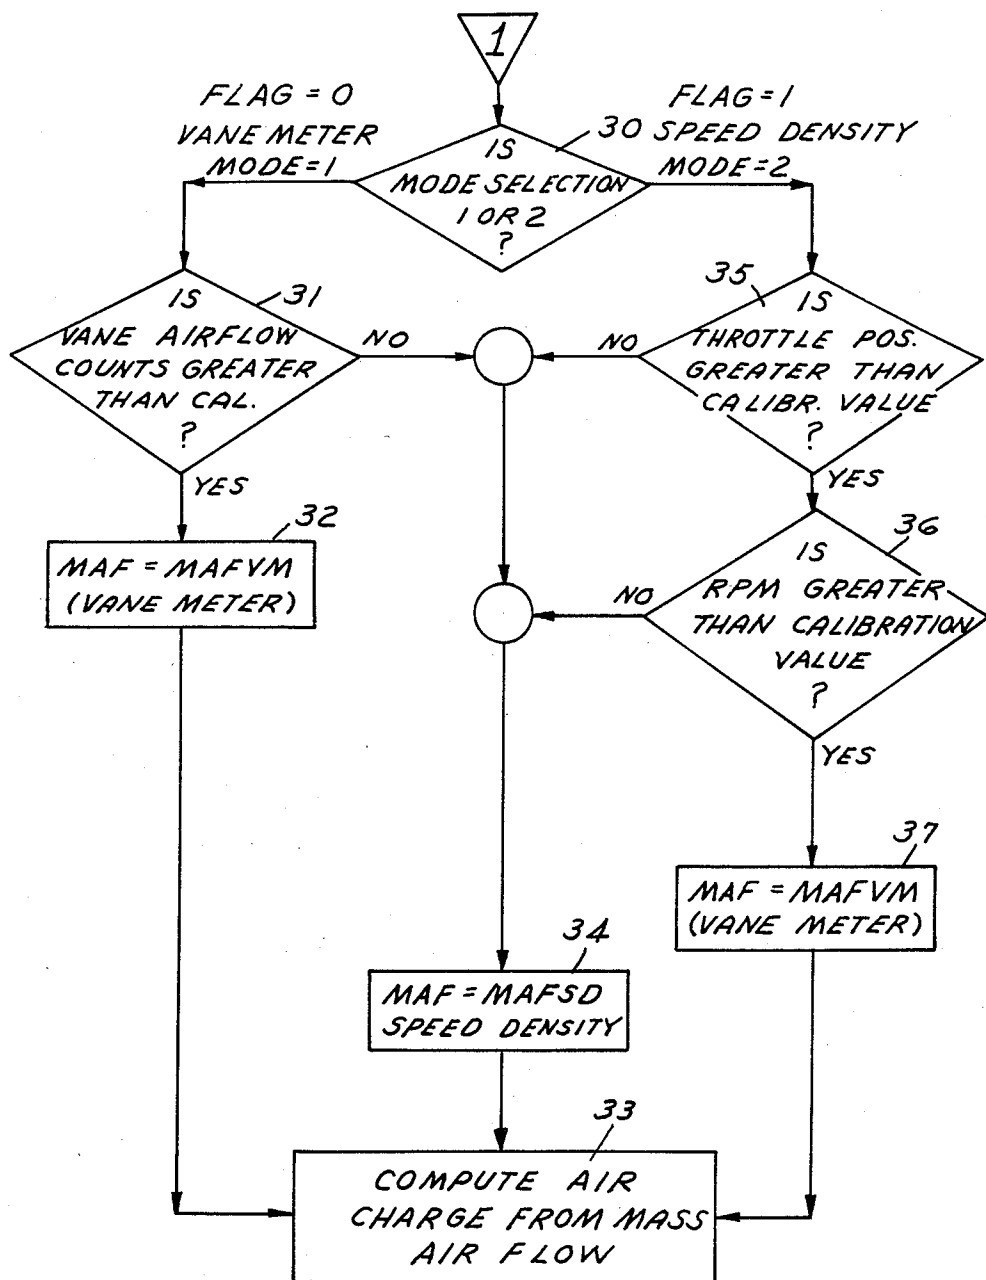 1
FLAG = 0
VANE METER
MODE=1
FLAG=1
30 SPEED DENSITY
MODE=2
IS
MODE SELECTION
1 OR 2
?
31
IS
VANE AIRFLOW
COUNTS GREATER
THAN CAL.
?
NO
YES
35
IS
THROTTLE POS.
GREATER THAN
CALIBR. VALUE
?
NO
YES
32
MAF = MAFVM
(VANE METER)
36
IS
RPM GREATER
THAN CALIBRATION
VALUE
?
NO
YES
37
MAF = MAFVM
(VANE METER)
34
MAF = MAFSD
SPEED DENSITY
33
COMPUTE AIR
CHARGE FROM MASS
AIR FLOW